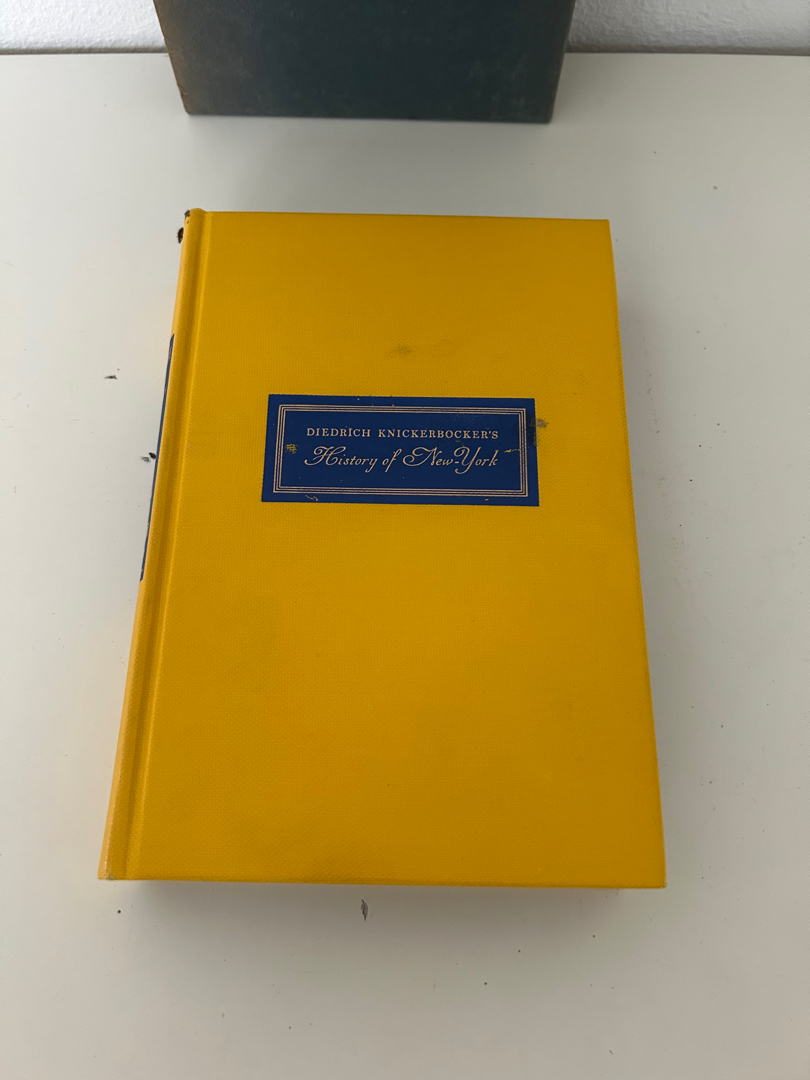 DIEDRICH KNICKERBOCKER'S
History of New-York